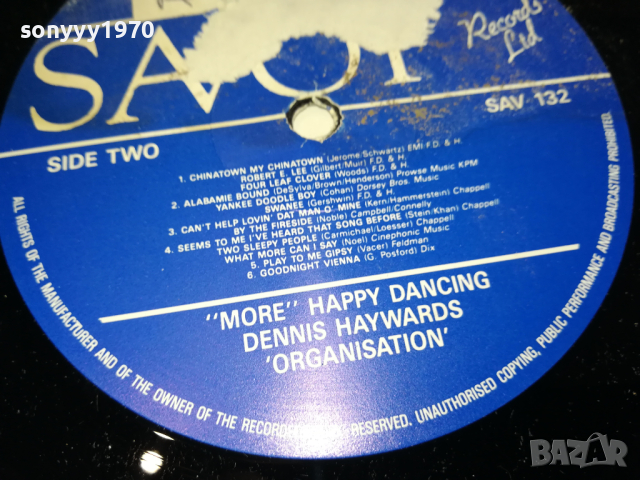 sonyyy1970
SAVOY
Records
Ltd
SIDE TWO
SAV 132
1. CHINATOWN MY CHINATOWN (Jerome/Schwartz) EMI F.D. & H.
ROBERT E. LEE (Gilbert/Muir) F.D. & H.
FOUR LEAF CLOVER (Woods) F.D. & H.
2. ALABAMIE BOUND (DeSylva/Brown/Henderson) Prowse Music KPM
YANKEE DOODLE BOY (Cohan) Dorsey Bros. Music
SWANEE (Gershwin) F.D. & H.
3. CAN'T HELP LOVIN' DAT MAN O' MINE (Kern/Hammerstein) Chappell
BY THE FIRESIDE (Noble) Campbell/Connelly
4. SEEMS TO ME I'VE HEARD THAT SONG BEFORE (Stein/Khan) Chappell
TWO SLEEPY PEOPLE (Carmichael/Loesser) Chappell
WHAT MORE CAN I SAY (Noel) Cinephonic Music
5. PLAY TO ME GIPSY (Vacer) Feldman
6. GOODNIGHT VIENNA (G. Posford) Dix
"MORE" HAPPY DANCING
DENNIS HAYWARDS
'ORGANISATION'
ALL RIGHTS OF THE MANUFACTURER AND OF THE OWNER OF THE RECORDED RESERVED. UNAUTHORISED COPYING, PUBLIC PERFORMANCE AND BROADCASTING PROHIBITED.
BAZAR
bg